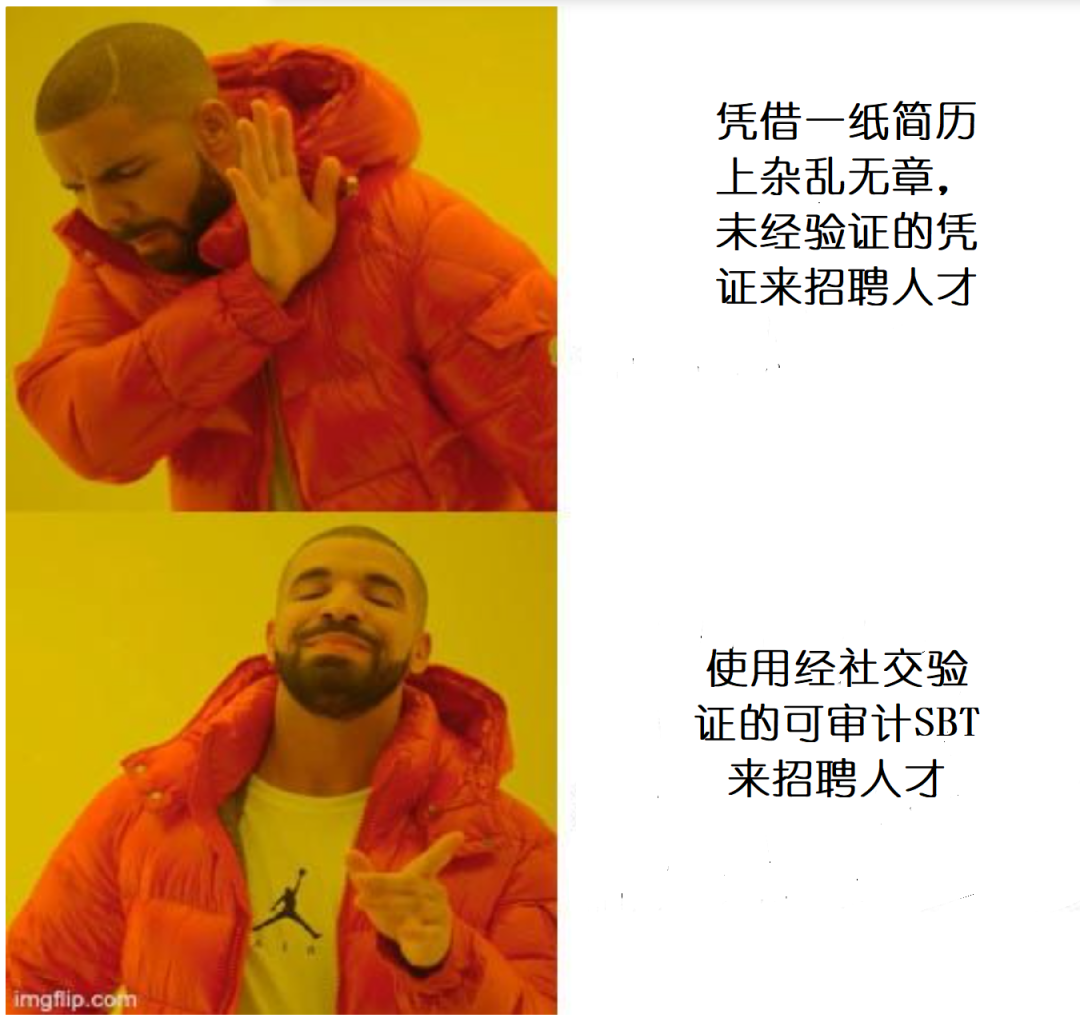 凭借一纸简历
上杂乱无章，
未经验证的凭
证来招聘人才
使用经社交验
证的可审计SBT
来招聘人才
AIR
imgflip.com